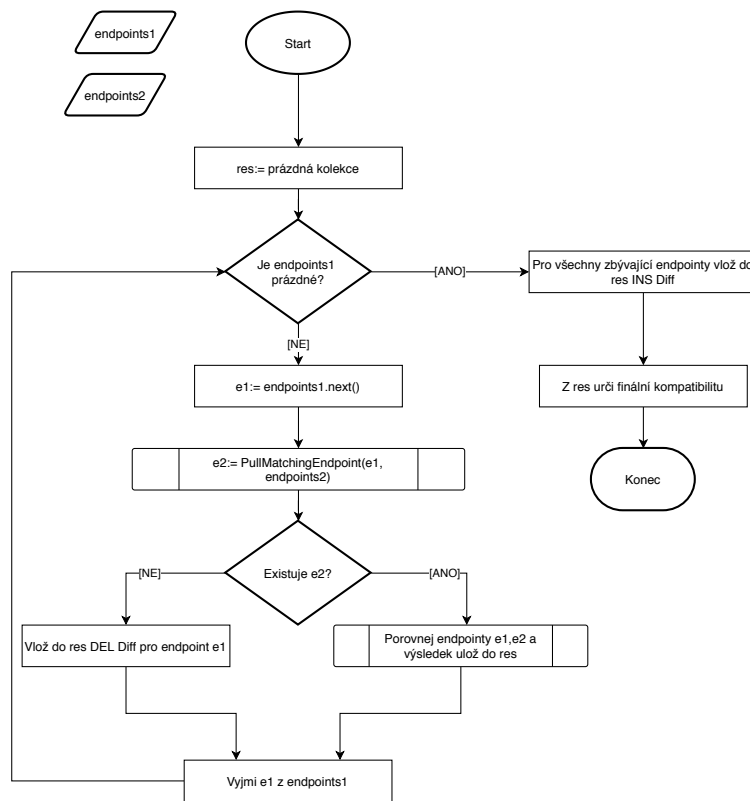 endpoints1
Start
endpoints2
res:= prázdná kolekce
Je endpoints1
prázdné?
[ANO]
Pro všechny zbývající endpointy vlož do
res INS Diff
[NE]
e1:= endpoints1.next()
Z res urči finální kompatibilitu
e2:= PullMatchingEndpoint(e1,
endpoints2)
Konec
[NE]
Existuje e2?
[ANO]
Vlož do res DEL Diff pro endpoint e1
Porovnej endpointy e1,e2 a
výsledek ulož do res
Vyjmi e1 z endpoints1